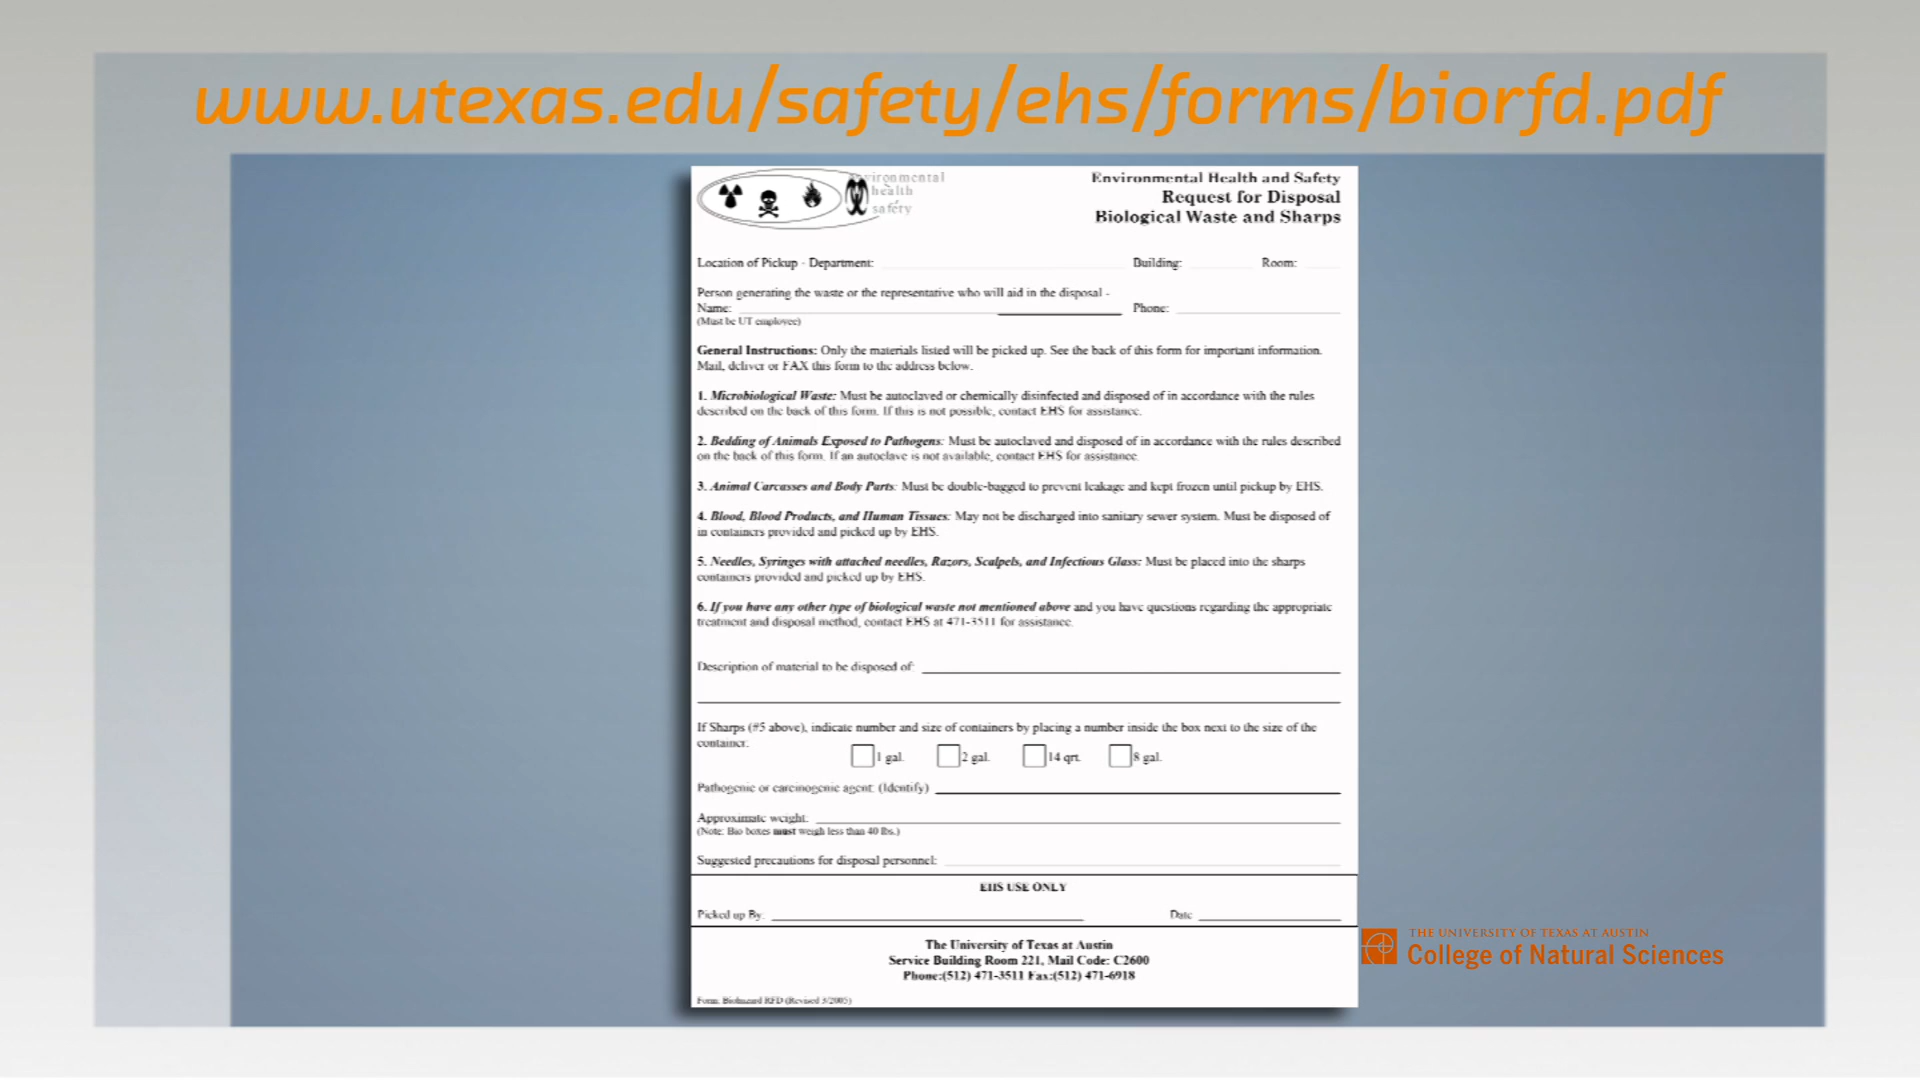 www.utexas.edu/safety/ehs/forms/biorfd.pdf
environmental
health
safety
Environmental Health and Safety
Request for Disposal
Biological Waste and Sharps
Location of Pickup - Department: Building: Room:
Person generating the waste or the representative who will aid in the disposal -
Name: Phone:
(Must be UT employee)
General Instructions: Only the materials listed will be picked up. See the back of this form for important information.
Mail, deliver or FAX this form to the address below.
1. Microbiological Waste: Must be autoclaved or chemically disinfected and disposed of in accordance with the rules
described on the back of this form. If this is not possible, contact EHS for assistance.
2. Bedding of Animals Exposed to Pathogens: Must be autoclaved and disposed of in accordance with the rules described
on the back of this form. If an autoclave is not available, contact EHS for assistance.
3. Animal Carcasses and Body Parts: Must be double-bagged to prevent leakage and kept frozen until pickup by EHS.
4. Blood, Blood Products, and Human Tissues: May not be discharged into sanitary sewer system. Must be disposed of
in containers provided and picked up by EHS.
5. Needles, Syringes with attached needles, Razors, Scalpels, and Infectious Glass: Must be placed into the sharps
containers provided and picked up by EHS.
6. If you have any other type of biological waste not mentioned above and you have questions regarding the appropriate
treatment and disposal method, contact EHS at 471-3511 for assistance.
Description of material to be disposed of:
If Sharps (#5 above), indicate number and size of containers by placing a number inside the box next to the size of the
container:
1 gal. 2 gal. 14 qrt. 8 gal.
Pathogenic or carcinogenic agent: (Identify)
Approximate weight:
(Note: Bio boxes must weigh less than 40 lbs.)
Suggested precautions for disposal personnel:
EHS USE ONLY
Picked up By: Date
The University of Texas at Austin
Service Building Room 221, Mail Code: C2600
Phone:(512) 471-3511 Fax:(512) 471-6918
Form: Biohazard RFD (Revised 3/2005)
THE UNIVERSITY OF TEXAS AT AUSTIN
College of Natural Sciences